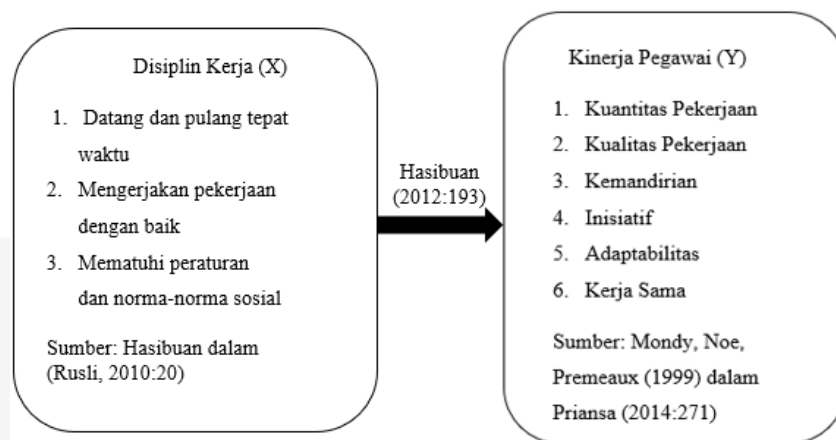 Disiplin Kerja (X)
1. Datang dan pulang tepat
waktu
2. Mengerjakan pekerjaan
dengan baik
3. Mematuhi peraturan
dan norma-norma sosial
Sumber: Hasibuan dalam
(Rusli, 2010:20)
Hasibuan
(2012:193)
Kinerja Pegawai (Y)
1. Kuantitas Pekerjaan
2. Kualitas Pekerjaan
3. Kemandirian
4. Inisiatif
5. Adaptabilitas
6. Kerja Sama
Sumber: Mondy, Noe,
Premeaux (1999) dalam
Priansa (2014:271)